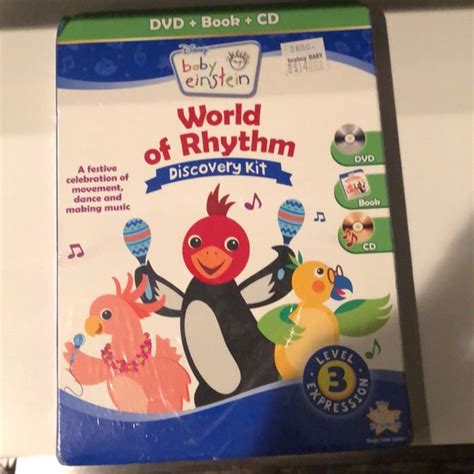 DVD + Book + CD
Disney
baby
einstein
World
of Rhythm
Discovery Kit
A festive
celebration of
movement,
dance and
making music
DVD
Book
CD
LEVEL
3
EXPRESSION